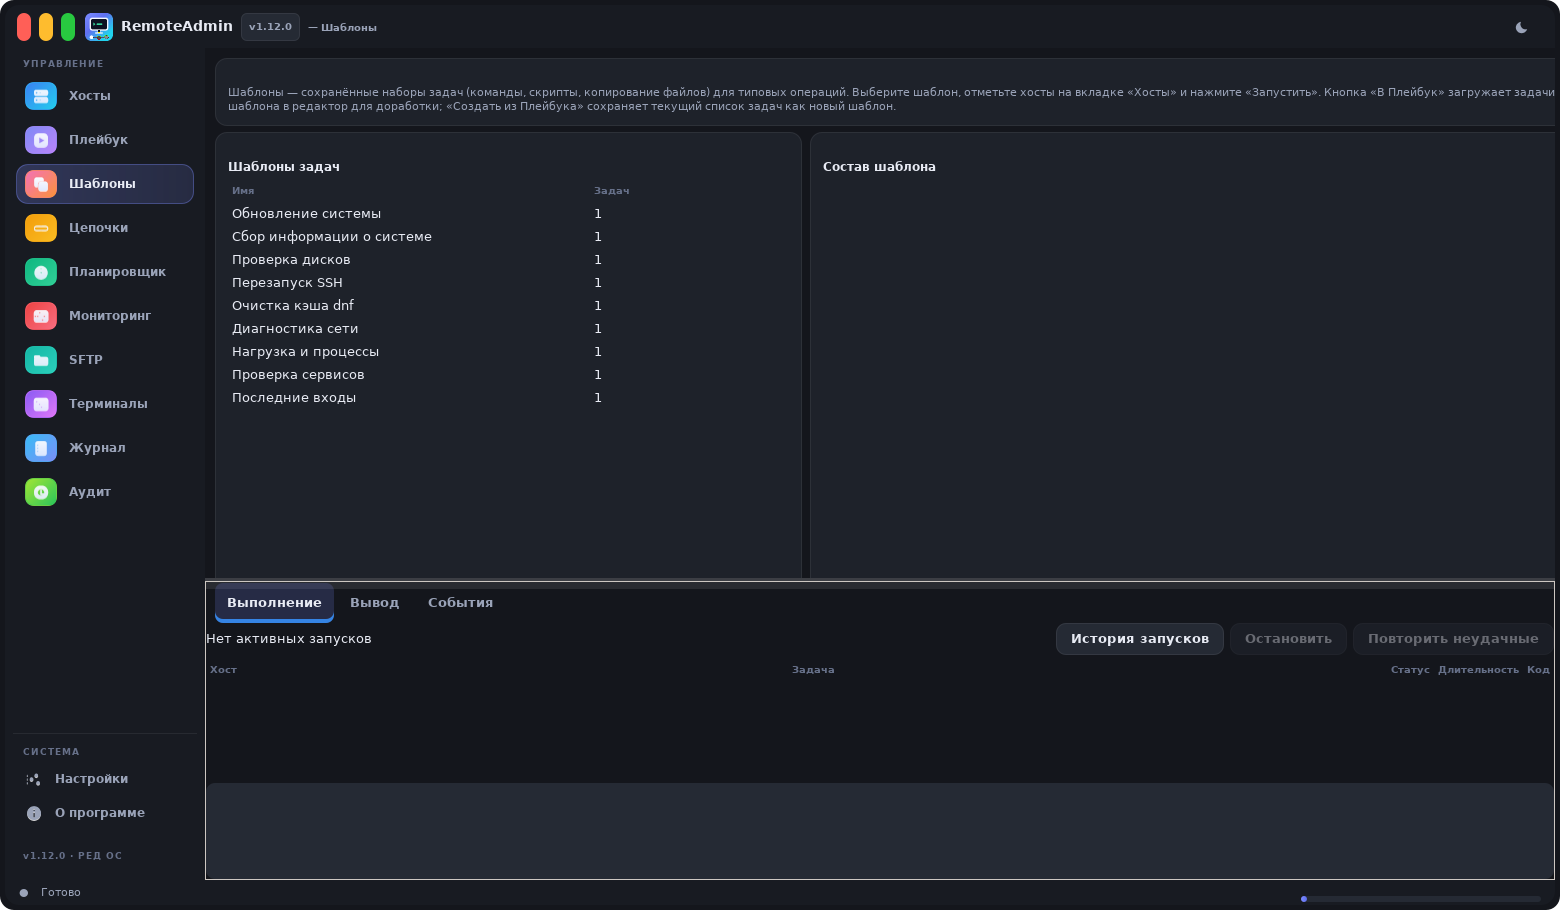 RemoteAdmin v1.12.0 — Шаблоны
УПРАВЛЕНИЕ
Хосты
Плейбук
Шаблоны
Цепочки
Планировщик
Мониторинг
SFTP
Терминалы
Журнал
Аудит
СИСТЕМА
Настройки
О программе
v1.12.0 · РЕД ОС
Готово
Шаблоны — сохранённые наборы задач (команды, скрипты, копирование файлов) для типовых операций. Выберите шаблон, отметьте хосты на вкладке «Хосты» и нажмите «Запустить». Кнопка «В Плейбук» загружает задачи
шаблона в редактор для доработки; «Создать из Плейбука» сохраняет текущий список задач как новый шаблон.
Шаблоны задач
Имя Задач
Обновление системы 1
Сбор информации о системе 1
Проверка дисков 1
Перезапуск SSH 1
Очистка кэша dnf 1
Диагностика сети 1
Нагрузка и процессы 1
Проверка сервисов 1
Последние входы 1
Состав шаблона
Выполнение Вывод События
Нет активных запусков История запусков Остановить Повторить неудачные
Хост Задача Статус Длительность Код